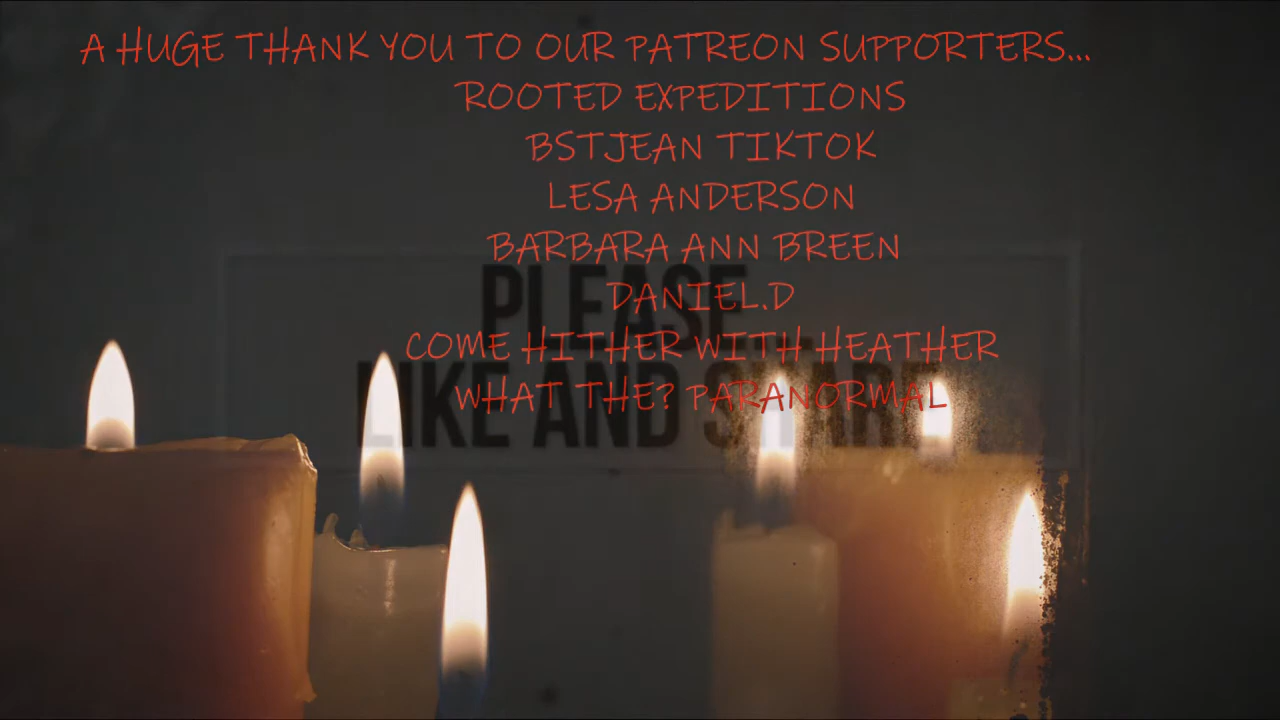 A HUGE THANK YOU TO OUR PATREON SUPPORTERS...
ROOTED EXPEDITIONS
BSTJEAN TIKTOK
LESA ANDERSON
BARBARA ANN BREEN
DANIEL.D
COME HITHER WITH HEATHER
WHAT THE? PARANORMAL
PLEASE...
LIKE AND SHARE